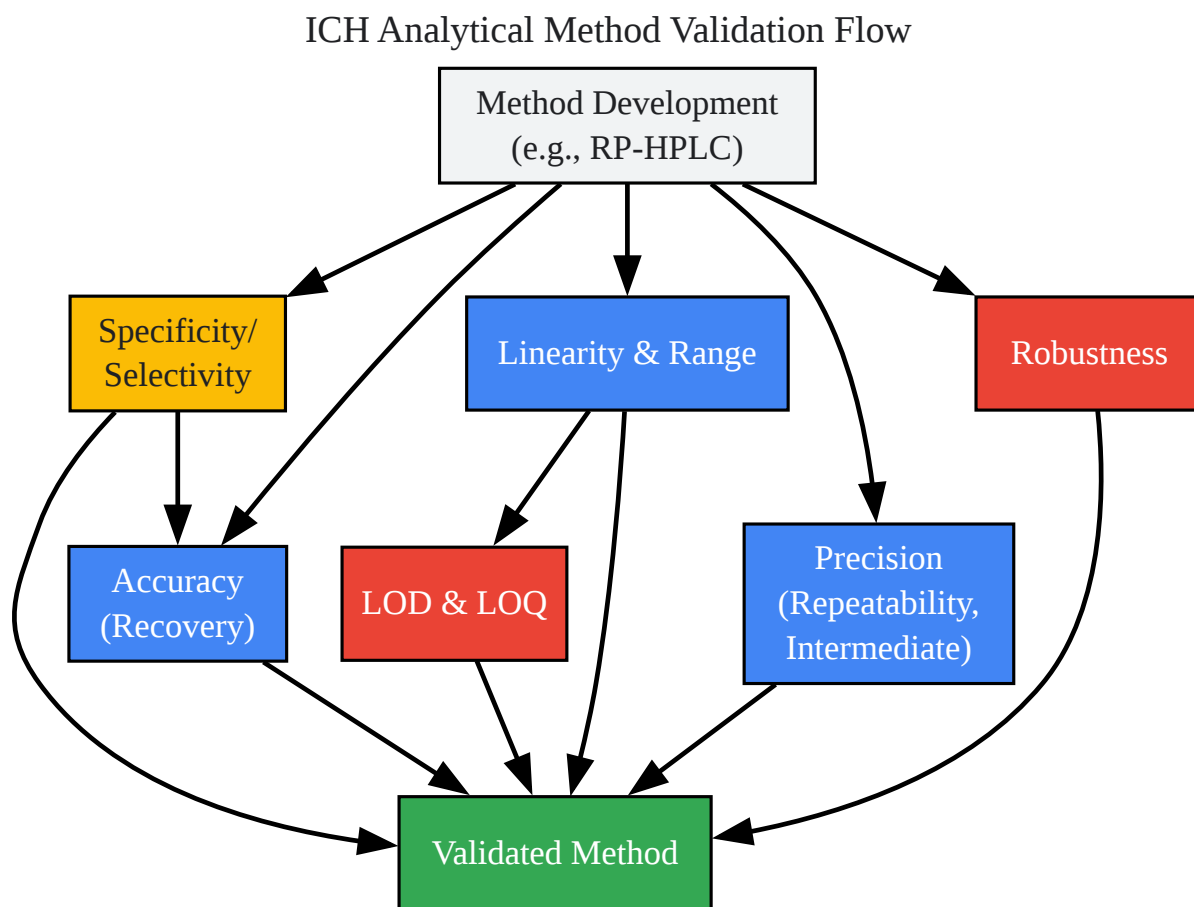 ICH Analytical Method Validation Flow
Method Development
(e.g., RP-HPLC)
Specificity/
Selectivity
Linearity & Range
Robustness
Accuracy
(Recovery)
LOD & LOQ
Precision
(Repeatability,
Intermediate)
Validated Method